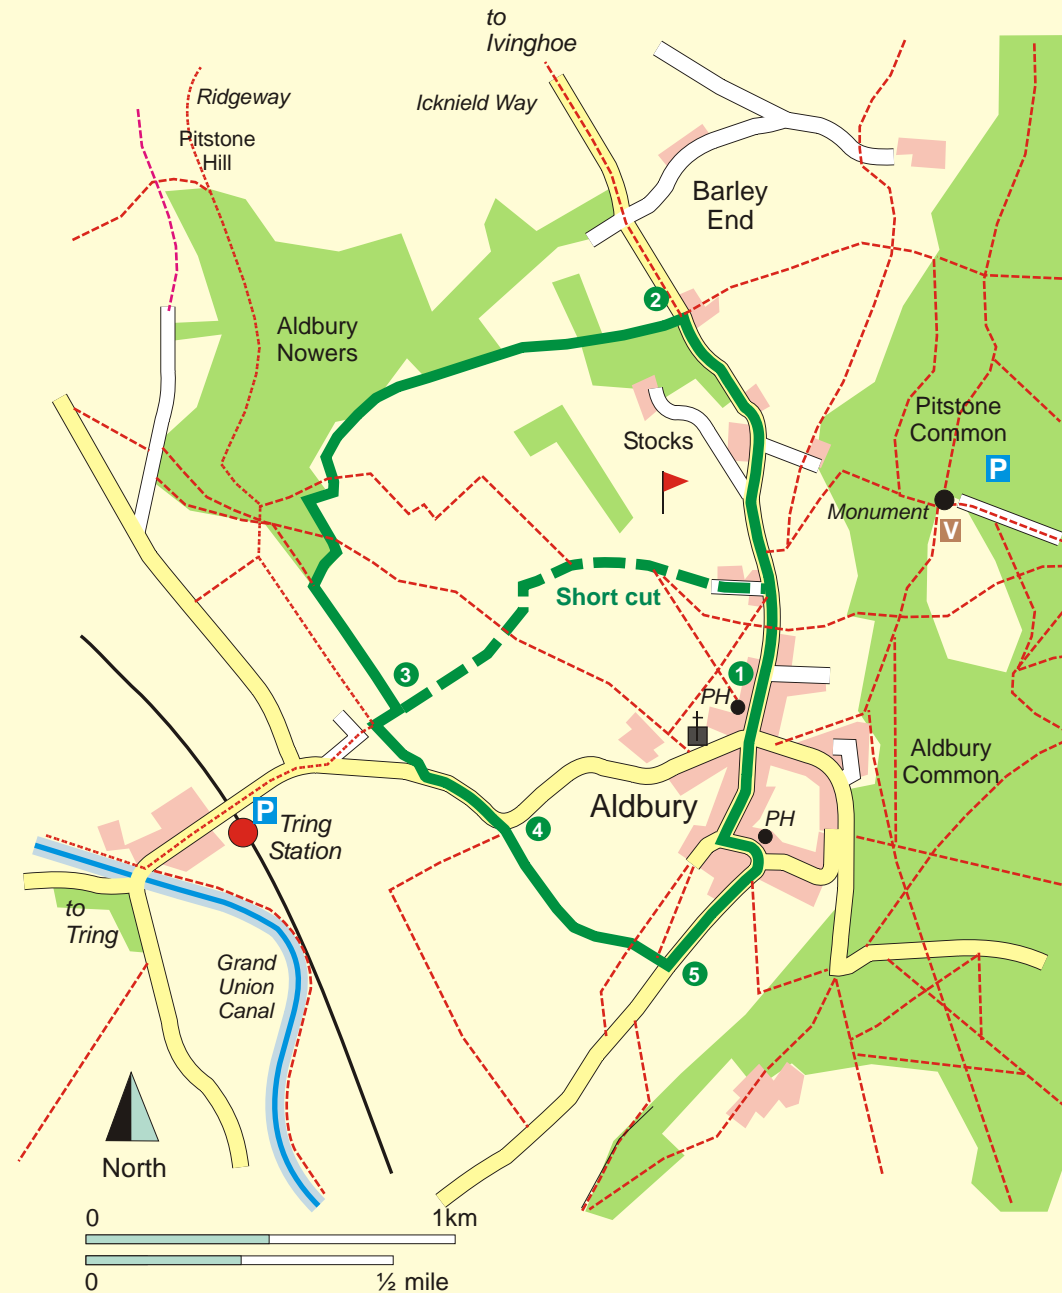 to
Ivinghoe
Ridgeway
Icknield Way
Pitstone
Hill
Barley
End
2
Aldbury
Nowers
Pitstone
Common
P
Stocks
Monument
V
Short cut
3
1
PH
Aldbury
Common
Aldbury
PH
P
Tring
Station
4
to
Tring
Grand
Union
Canal
5
North
0
1km
0
½ mile